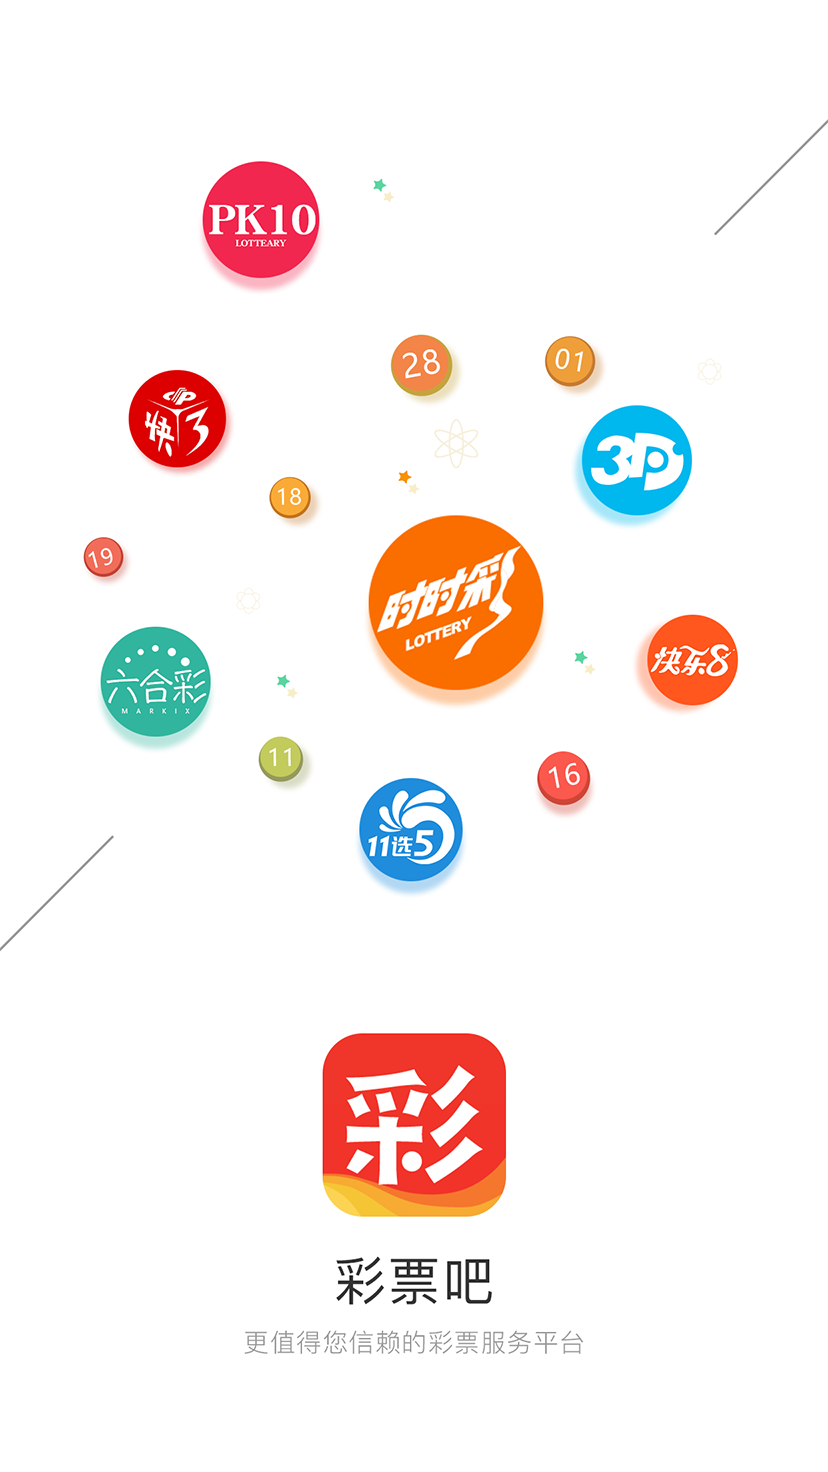 PK10
LOTTEARY
28
01
快3
3D
18
19
时时彩
LOTTERY
六合彩
MARKIX
快乐8
11
16
11选5
彩
彩票吧
更值得您信赖的彩票服务平台